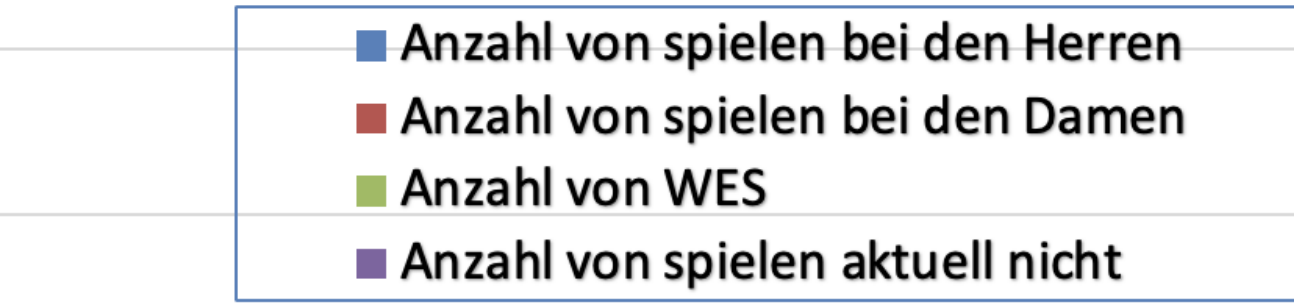 Anzahl von spielen bei den Herren
Anzahl von spielen bei den Damen
Anzahl von WES
Anzahl von spielen aktuell nicht